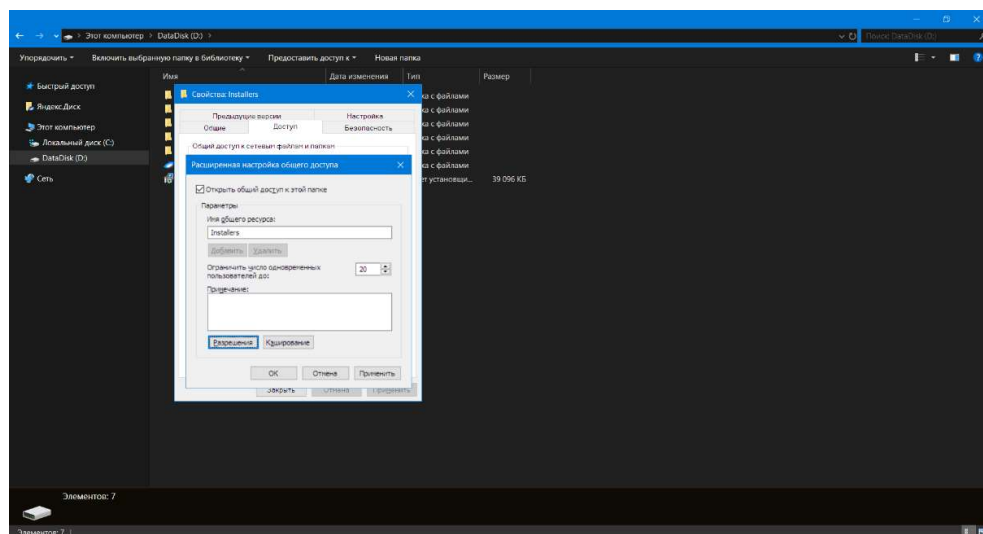 Этот компьютер > DataDisk (D:) >
Поиск: DataDisk (D:)
Упорядочить Включить выбранную папку в библиотеку Предоставить доступ к Новая папка
Имя Дата изменения Тип Размер
Быстрый доступ
Яндекс.Диск
Этот компьютер
Локальный диск (C:)
DataDisk (D:)
Сеть
ка с файлами
ка с файлами
ка с файлами
ка с файлами
ка с файлами
ка с файлами
ет установщи... 39 096 КБ
Свойства: Installers
Предыдущие версии Настройка
Общие Доступ Безопасность
Общий доступ к сетевым файлам и папкам
Расширенная настройка общего доступа
Открыть общий доступ к этой папке
Параметры
Имя общего ресурса:
Installers
Добавить Удалить
Ограничить число одновременных пользователей до: 20
Примечание:
Разрешения Кэширование
OK Отмена Применить
Закрыть Отмена Применить
Элементов: 7
Элементов: 7